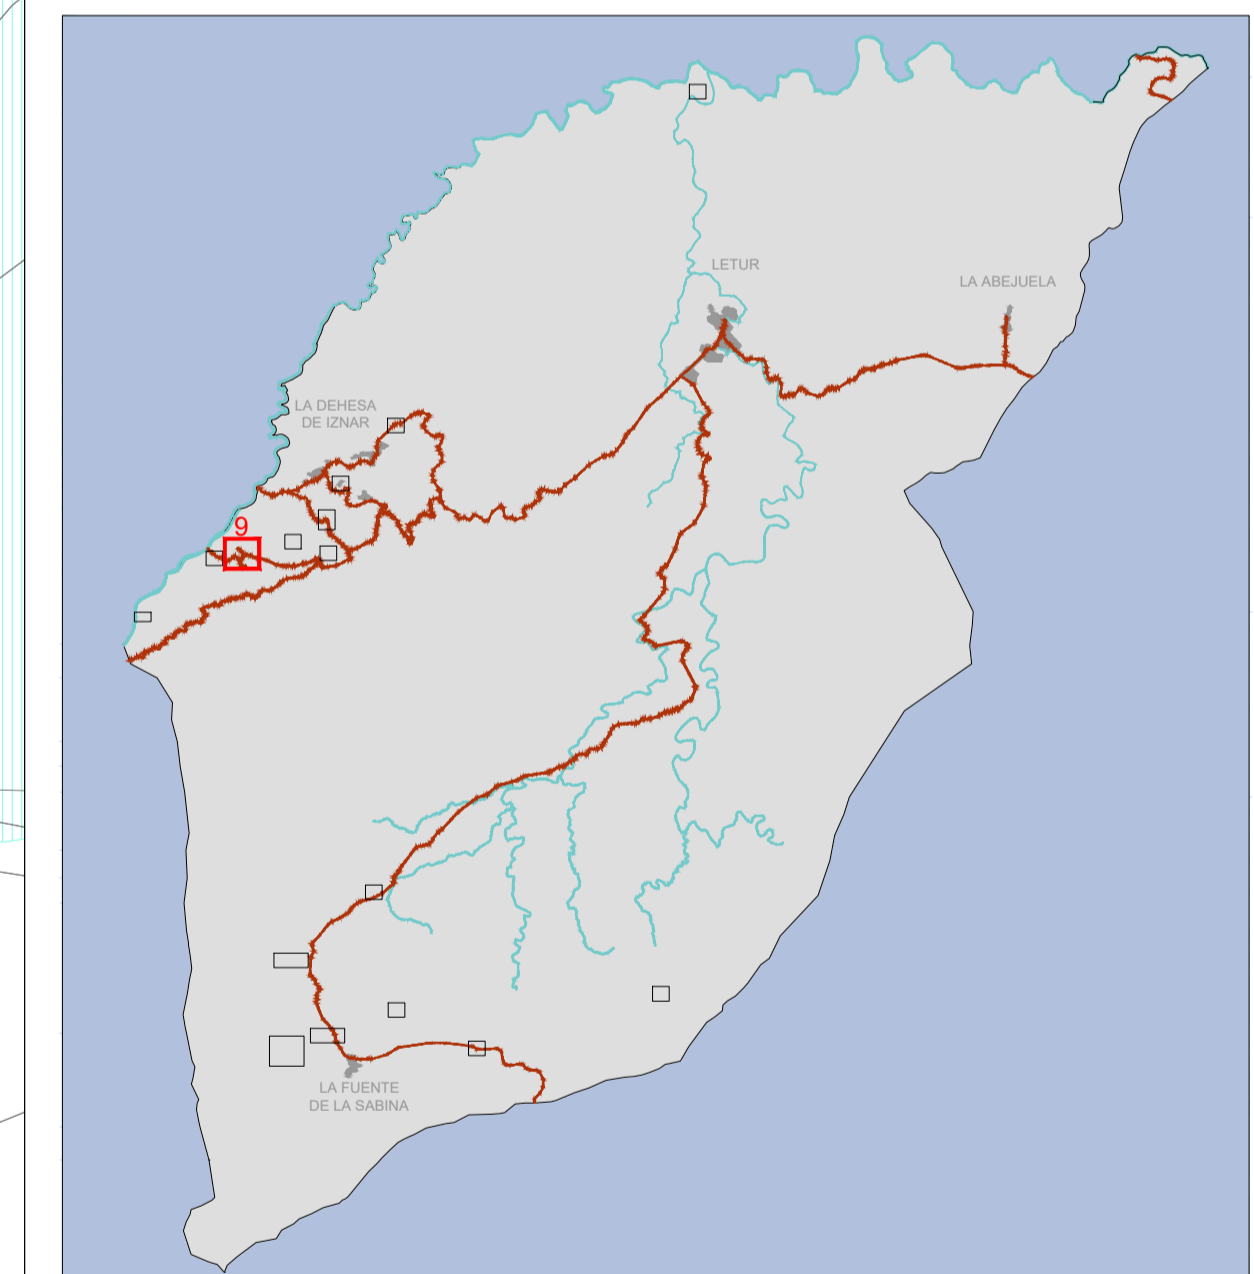 LETUR
LA ABEJUELA
LA DEHESA
DE IZNAR
9
LA FUENTE
DE LA SABINA